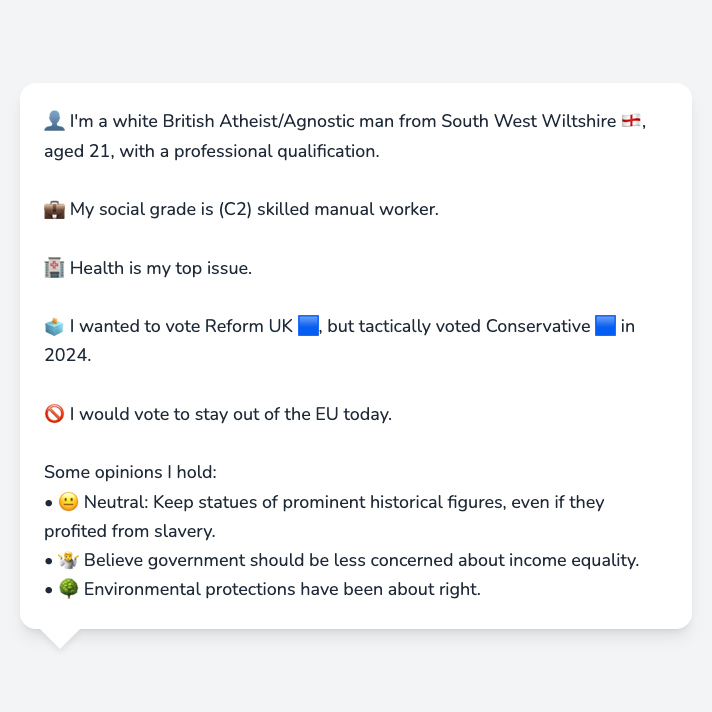 👤 I'm a white British Atheist/Agnostic man from South West Wiltshire 🏴󠁧󠁢󠁥󠁮󠁧󠁿,
aged 21, with a professional qualification.
💼 My social grade is (C2) skilled manual worker.
🏥 Health is my top issue.
🗳️ I wanted to vote Reform UK 🟦, but tactically voted Conservative 🟦 in
2024.
🚫 I would vote to stay out of the EU today.
Some opinions I hold:
• 😐 Neutral: Keep statues of prominent historical figures, even if they
profited from slavery.
• 🤷 Believe government should be less concerned about income equality.
• 🌳 Environmental protections have been about right.